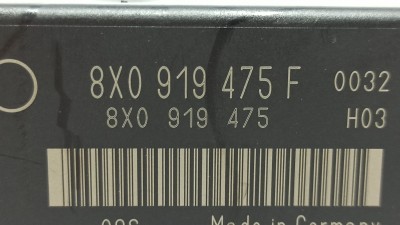 8X0 919 475 F 0032
8X0 919 475 H03
Made in Germany